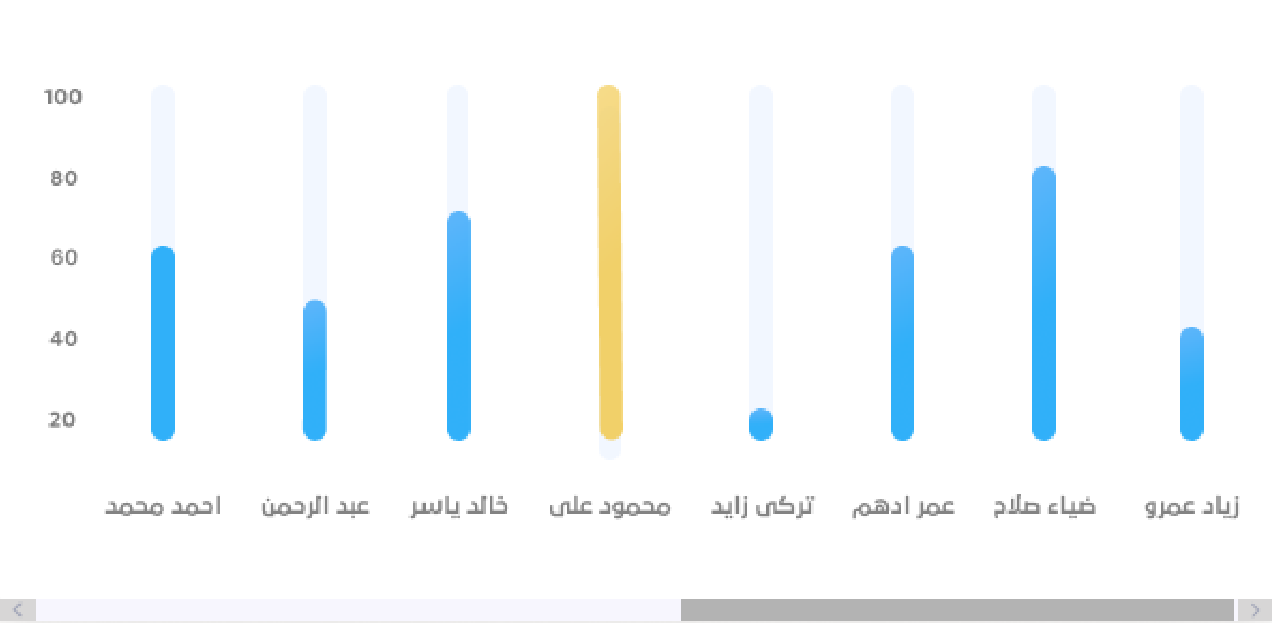 100
80
60
40
20
زياد عمرو
ضياء صلاح
عمر ادهم
تركى زايد
محمود على
خالد ياسر
عبد الرحمن
احمد محمد